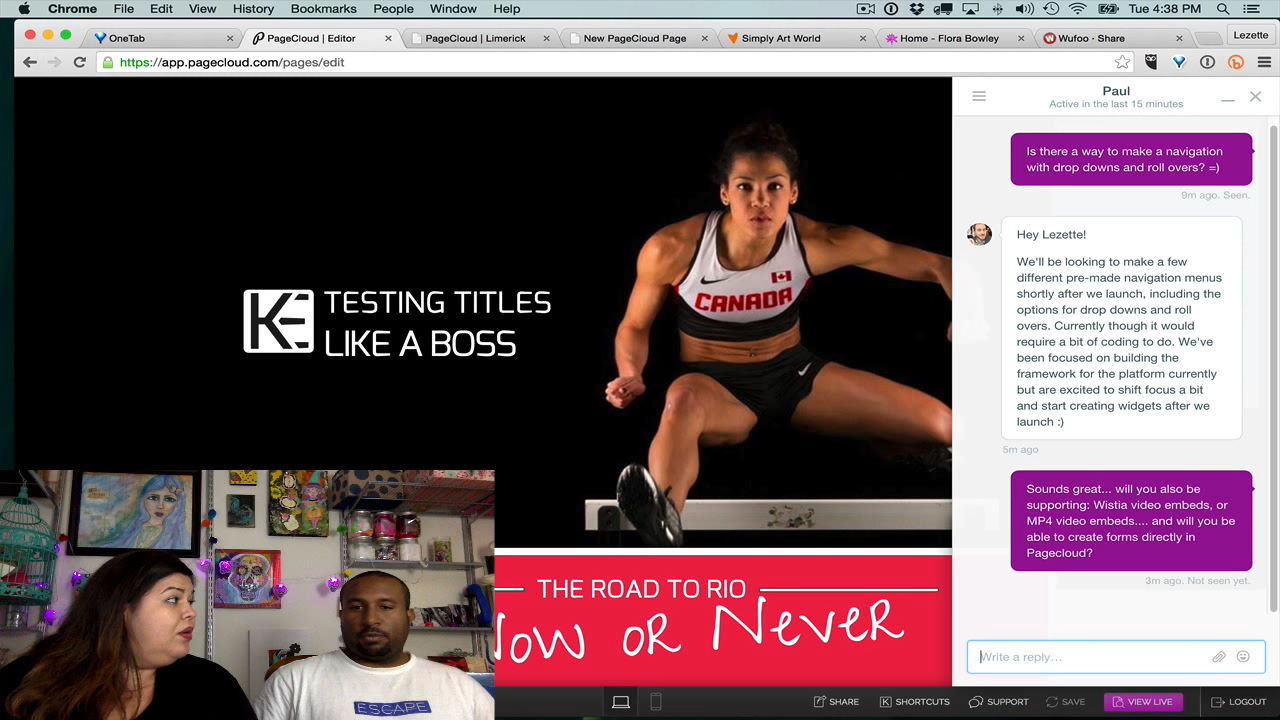 Chrome File Edit View History Bookmarks People Window Help
Tue 4:38 PM
OneTab
PageCloud | Editor
PageCloud | Limerick
New PageCloud Page
Simply Art World
Home - Flora Bowley
Wufoo · Share
Lezette
https://app.pagecloud.com/pages/edit
Paul
Active in the last 15 minutes
Is there a way to make a navigation
with drop downs and roll overs? =)
9m ago. Seen.
Hey Lezette!
We'll be looking to make a few
different pre-made navigation menus
shortly after we launch, including the
options for drop downs and roll
overs. Currently though it would
require a bit of coding to do. We've
been focused on building the
framework for the platform currently
but are excited to shift focus a bit
and start creating widgets after we
launch :)
5m ago
Sounds great... will you also be
supporting: Wistia video embeds, or
MP4 video embeds.... and will you be
able to create forms directly in
Pagecloud?
3m ago. Not seen yet.
Write a reply...
KE
TESTING TITLES
LIKE A BOSS
CANADA
THE ROAD TO RIO
Now or Never
ESCAPE
SHARE
SHORTCUTS
SUPPORT
SAVE
VIEW LIVE
LOGOUT